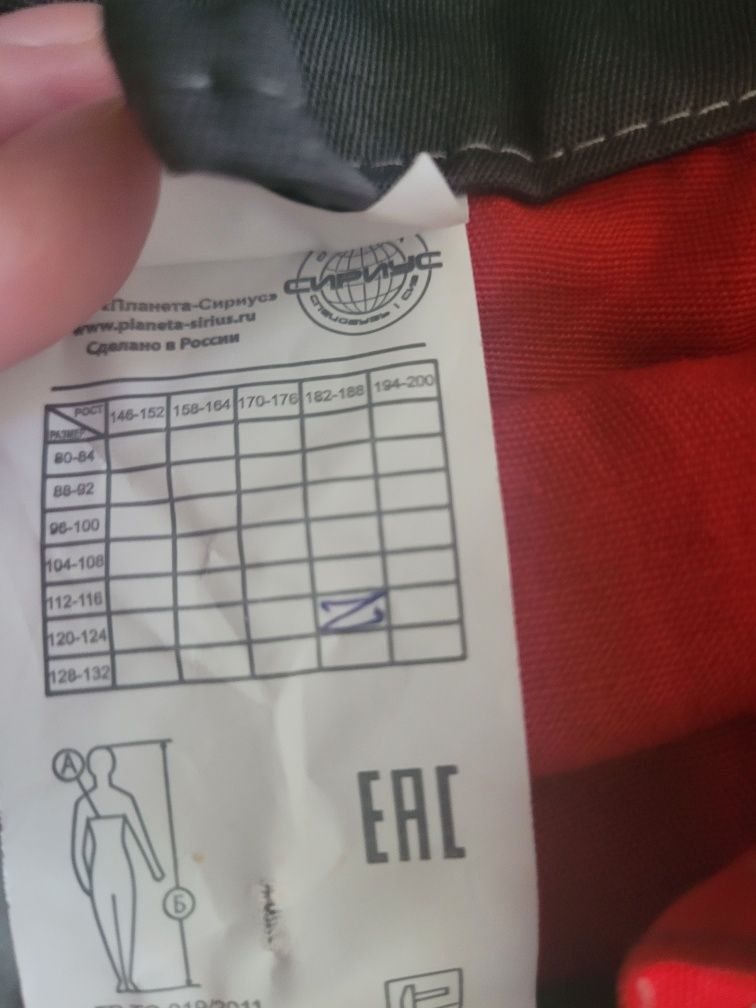 СИРИУС
«Планета-Сириус»
www.planeta-sirius.ru
Сделано в России
РОСТ 146-152 158-164 170-176 182-188 194-200
РАЗМЕР
80-84
88-92
96-100
104-108
112-116
120-124
128-132
А
ЕАС
Б